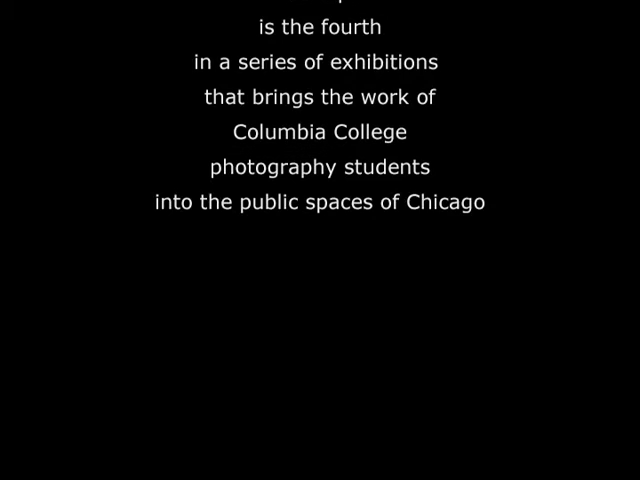 is the fourth
in a series of exhibitions
that brings the work of
Columbia College
photography students
into the public spaces of Chicago